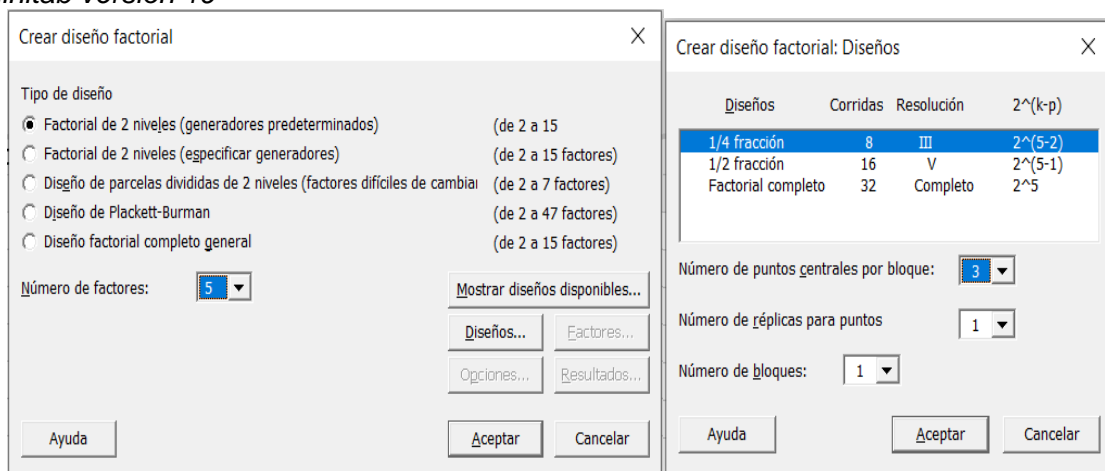 Crear diseño factorial
Tipo de diseño
Factorial de 2 niveles (generadores predeterminados) (de 2 a 15
Factorial de 2 niveles (especificar generadores) (de 2 a 15 factores)
Diseño de parcelas divididas de 2 niveles (factores difíciles de cambiar (de 2 a 7 factores)
Diseño de Plackett-Burman (de 2 a 47 factores)
Diseño factorial completo general (de 2 a 15 factores)
Número de factores: 5
Mostrar diseños disponibles...
Diseños... Factores...
Opciones... Resultados...
Ayuda Aceptar Cancelar
Crear diseño factorial: Diseños
Diseños Corridas Resolución 2^(k-p)
1/4 fracción 8 III 2^(5-2)
1/2 fracción 16 V 2^(5-1)
Factorial completo 32 Completo 2^5
Número de puntos centrales por bloque: 3
Número de réplicas para puntos 1
Número de bloques: 1
Ayuda Aceptar Cancelar